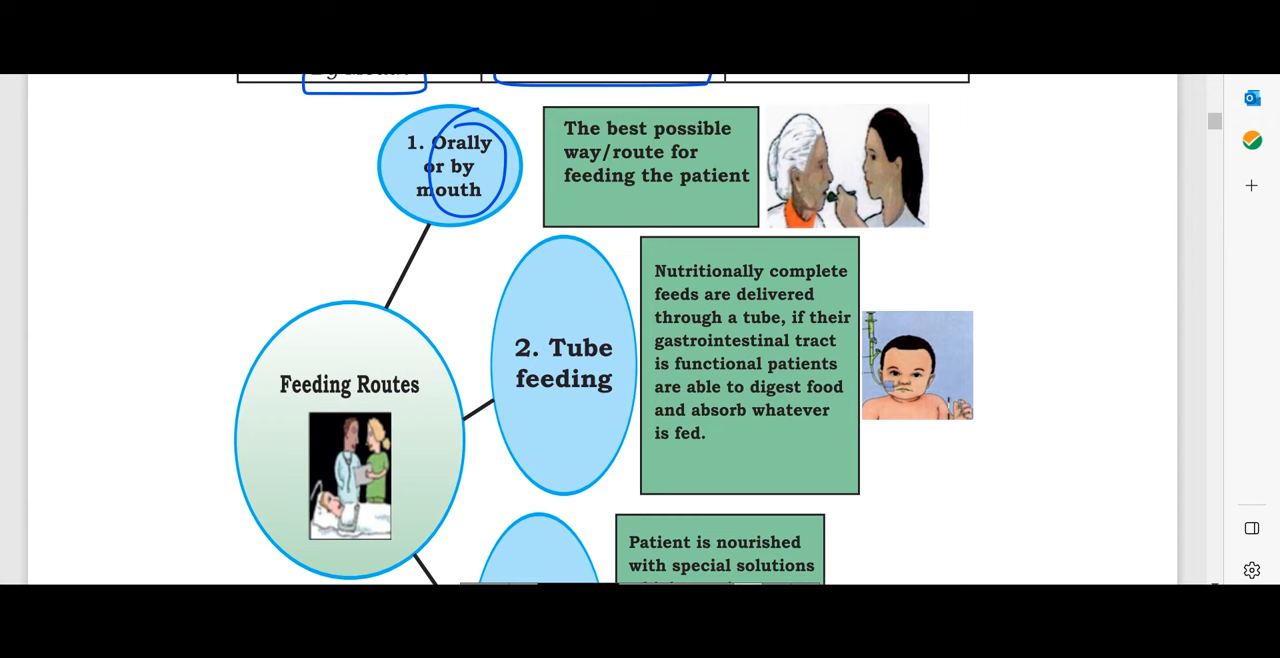 1. Orally
or by
mouth
The best possible
way/route for
feeding the patient
Nutritionally complete
feeds are delivered
through a tube, if their
gastrointestinal tract
is functional patients
are able to digest food
and absorb whatever
is fed.
2. Tube
feeding
Feeding Routes
Patient is nourished
with special solutions